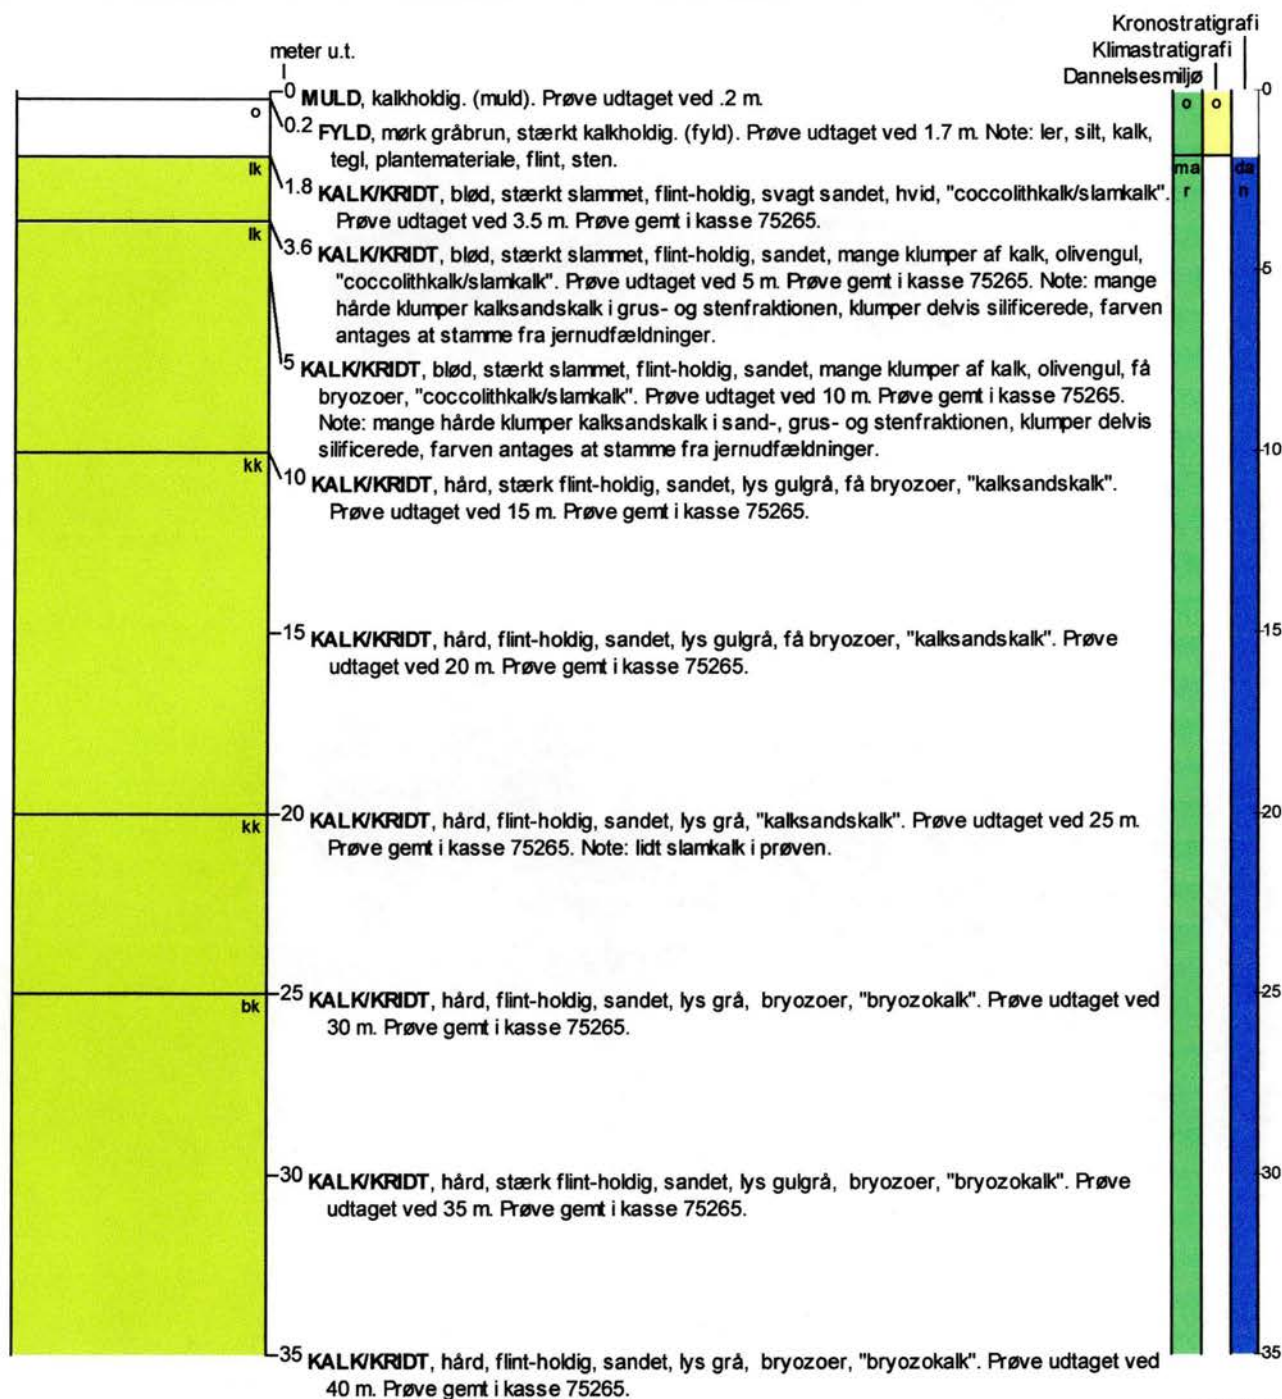 Kronostratigrafi
Klimastratigrafi
Dannelsesmiljø
meter u.t.
0 MULD, kalkholdig. (muld). Prøve udtaget ved .2 m.
0.2 FYLD, mørk gråbrun, stærkt kalkholdig. (fyld). Prøve udtaget ved 1.7 m. Note: ler, silt, kalk,
tegl, plantemateriale, flint, sten.
1.8 KALK/KRIDT, blød, stærkt slammet, flint-holdig, svagt sandet, hvid, "coccolithkalk/slamkalk".
Prøve udtaget ved 3.5 m. Prøve gemt i kasse 75265.
3.6 KALK/KRIDT, blød, stærkt slammet, flint-holdig, sandet, mange klumper af kalk, olivengul,
"coccolithkalk/slamkalk". Prøve udtaget ved 5 m. Prøve gemt i kasse 75265. Note: mange
hårde klumper kalksandskalk i grus- og stenfraktionen, klumper delvis silificerede, farven
antages at stamme fra jernudfældninger.
5 KALK/KRIDT, blød, stærkt slammet, flint-holdig, sandet, mange klumper af kalk, olivengul, få
bryozoer, "coccolithkalk/slamkalk". Prøve udtaget ved 10 m. Prøve gemt i kasse 75265.
Note: mange hårde klumper kalksandskalk i sand-, grus- og stenfraktionen, klumper delvis
silificerede, farven antages at stamme fra jernudfældninger.
10 KALK/KRIDT, hård, stærk flint-holdig, sandet, lys gulgrå, få bryozoer, "kalksandskalk".
Prøve udtaget ved 15 m. Prøve gemt i kasse 75265.
15 KALK/KRIDT, hård, flint-holdig, sandet, lys gulgrå, få bryozoer, "kalksandskalk". Prøve
udtaget ved 20 m. Prøve gemt i kasse 75265.
20 KALK/KRIDT, hård, flint-holdig, sandet, lys grå, "kalksandskalk". Prøve udtaget ved 25 m.
Prøve gemt i kasse 75265. Note: lidt slamkalk i prøven.
25 KALK/KRIDT, hård, flint-holdig, sandet, lys grå, bryozoer, "bryozokalk". Prøve udtaget ved
30 m. Prøve gemt i kasse 75265.
30 KALK/KRIDT, hård, stærk flint-holdig, sandet, lys gulgrå, bryozoer, "bryozokalk". Prøve
udtaget ved 35 m. Prøve gemt i kasse 75265.
35 KALK/KRIDT, hård, flint-holdig, sandet, lys grå, bryozoer, "bryozokalk". Prøve udtaget ved
40 m. Prøve gemt i kasse 75265.
o
lk
lk
kk
kk
bk
o
ma
r
o
da
n
0
5
10
15
20
25
30
35